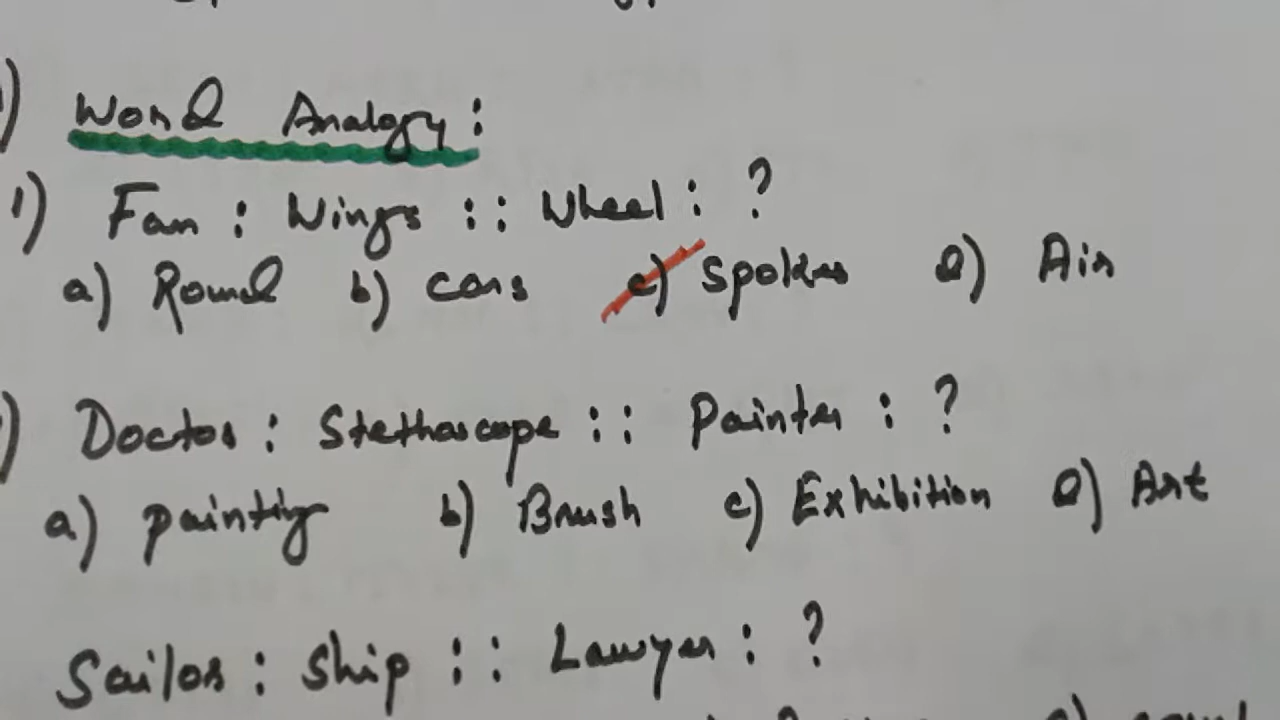 Word Analogy:
1) Fan : Wings :: Wheel : ?
a) Round b) Cars c) Spokes d) Air
) Doctor : Stethoscope :: Painter : ?
a) painting b) Brush c) Exhibition d) Art
Sailor : Ship :: Lawyer : ?